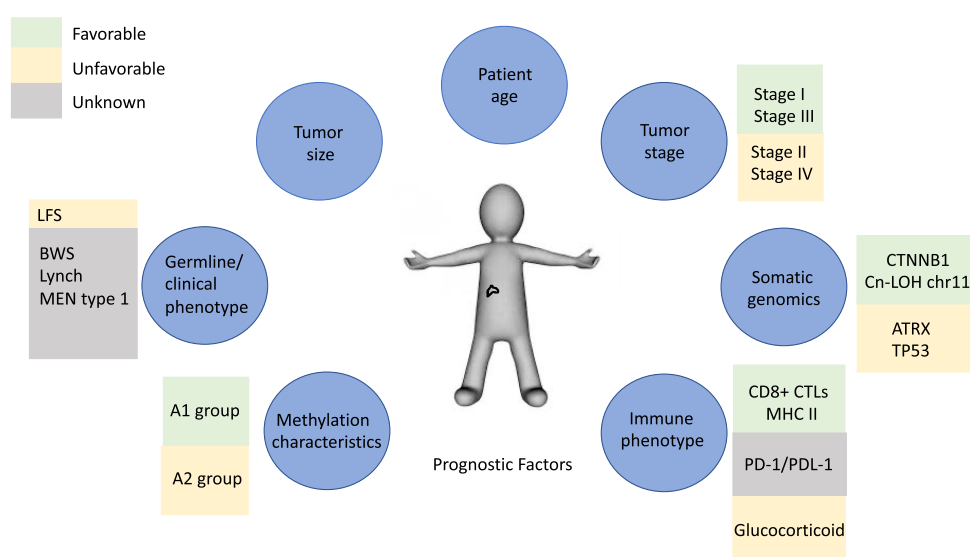 Favorable
Unfavorable
Unknown
Patient
age
Tumor
size
Tumor
stage
Stage I
Stage III
Stage II
Stage IV
LFS
BWS
Lynch
MEN type 1
Germline/
clinical
phenotype
Somatic
genomics
CTNNB1
Cn-LOH chr11
ATRX
TP53
A1 group
A2 group
Methylation
characteristics
Prognostic Factors
Immune
phenotype
CD8+ CTLs
MHC II
PD-1/PDL-1
Glucocorticoid